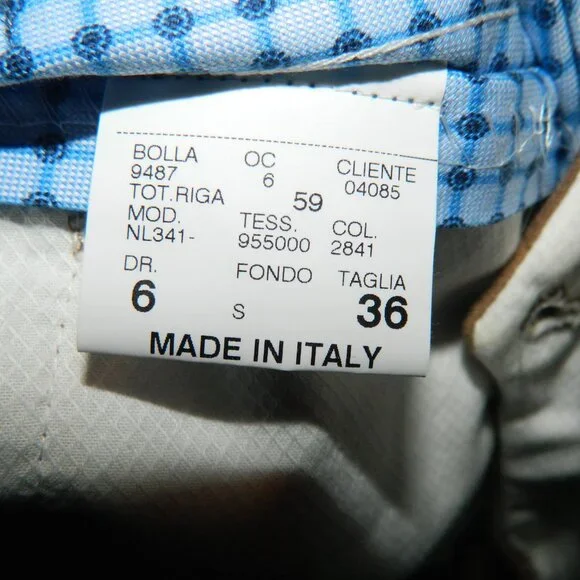 BOLLA OC CLIENTE
9487 6 04085
TOT.RIGA 59
MOD. TESS. COL.
NL341- 955000 2841
DR. FONDO TAGLIA
6 S 36
MADE IN ITALY